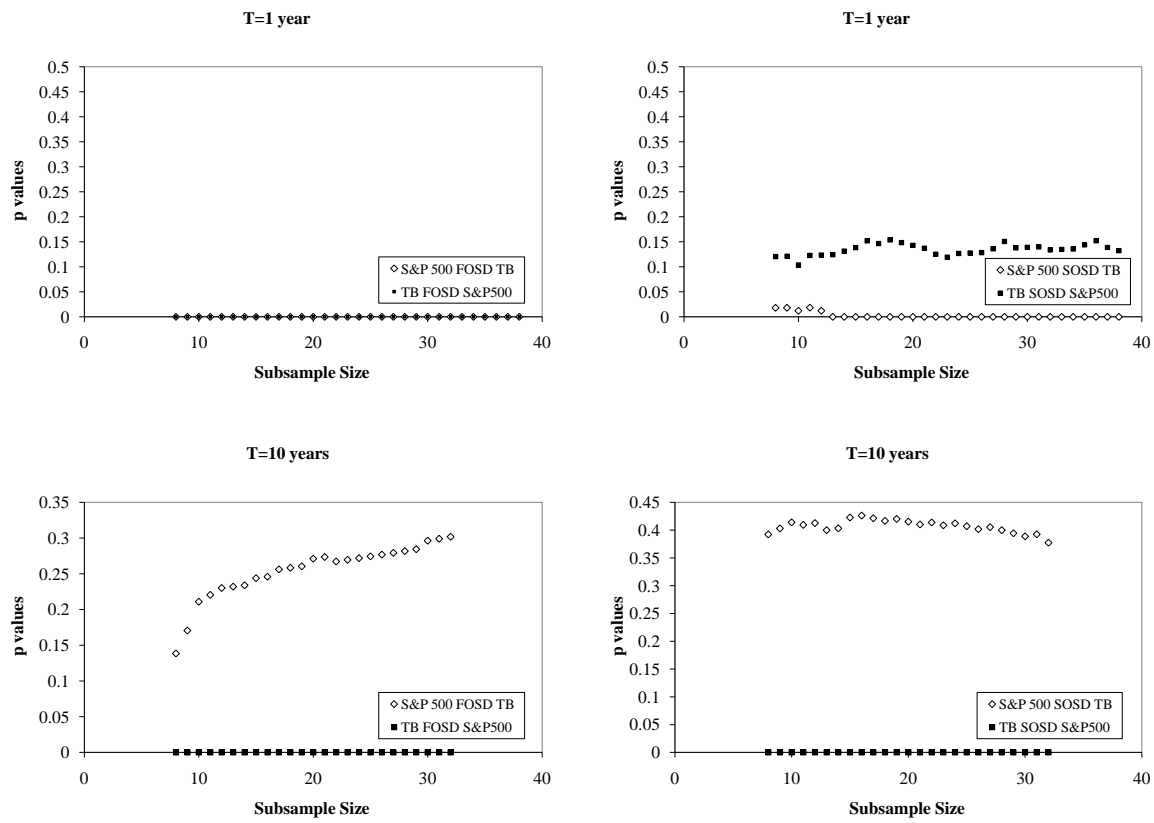 T=1 year
0.5
0.45
0.4
0.35
0.3
0.25
0.2
0.15
0.1
0.05
0
p values
S&P 500 FOSD TB
TB FOSD S&P500
0 10 20 30 40
Subsample Size
T=1 year
0.5
0.45
0.4
0.35
0.3
0.25
0.2
0.15
0.1
0.05
0
p values
S&P 500 SOSD TB
TB SOSD S&P500
0 10 20 30 40
Subsample Size
T=10 years
0.35
0.3
0.25
0.2
0.15
0.1
0.05
0
p values
S&P 500 FOSD TB
TB FOSD S&P500
0 10 20 30 40
Subsample Size
T=10 years
0.45
0.4
0.35
0.3
0.25
0.2
0.15
0.1
0.05
0
p values
S&P 500 SOSD TB
TB SOSD S&P500
0 10 20 30 40
Subsample Size